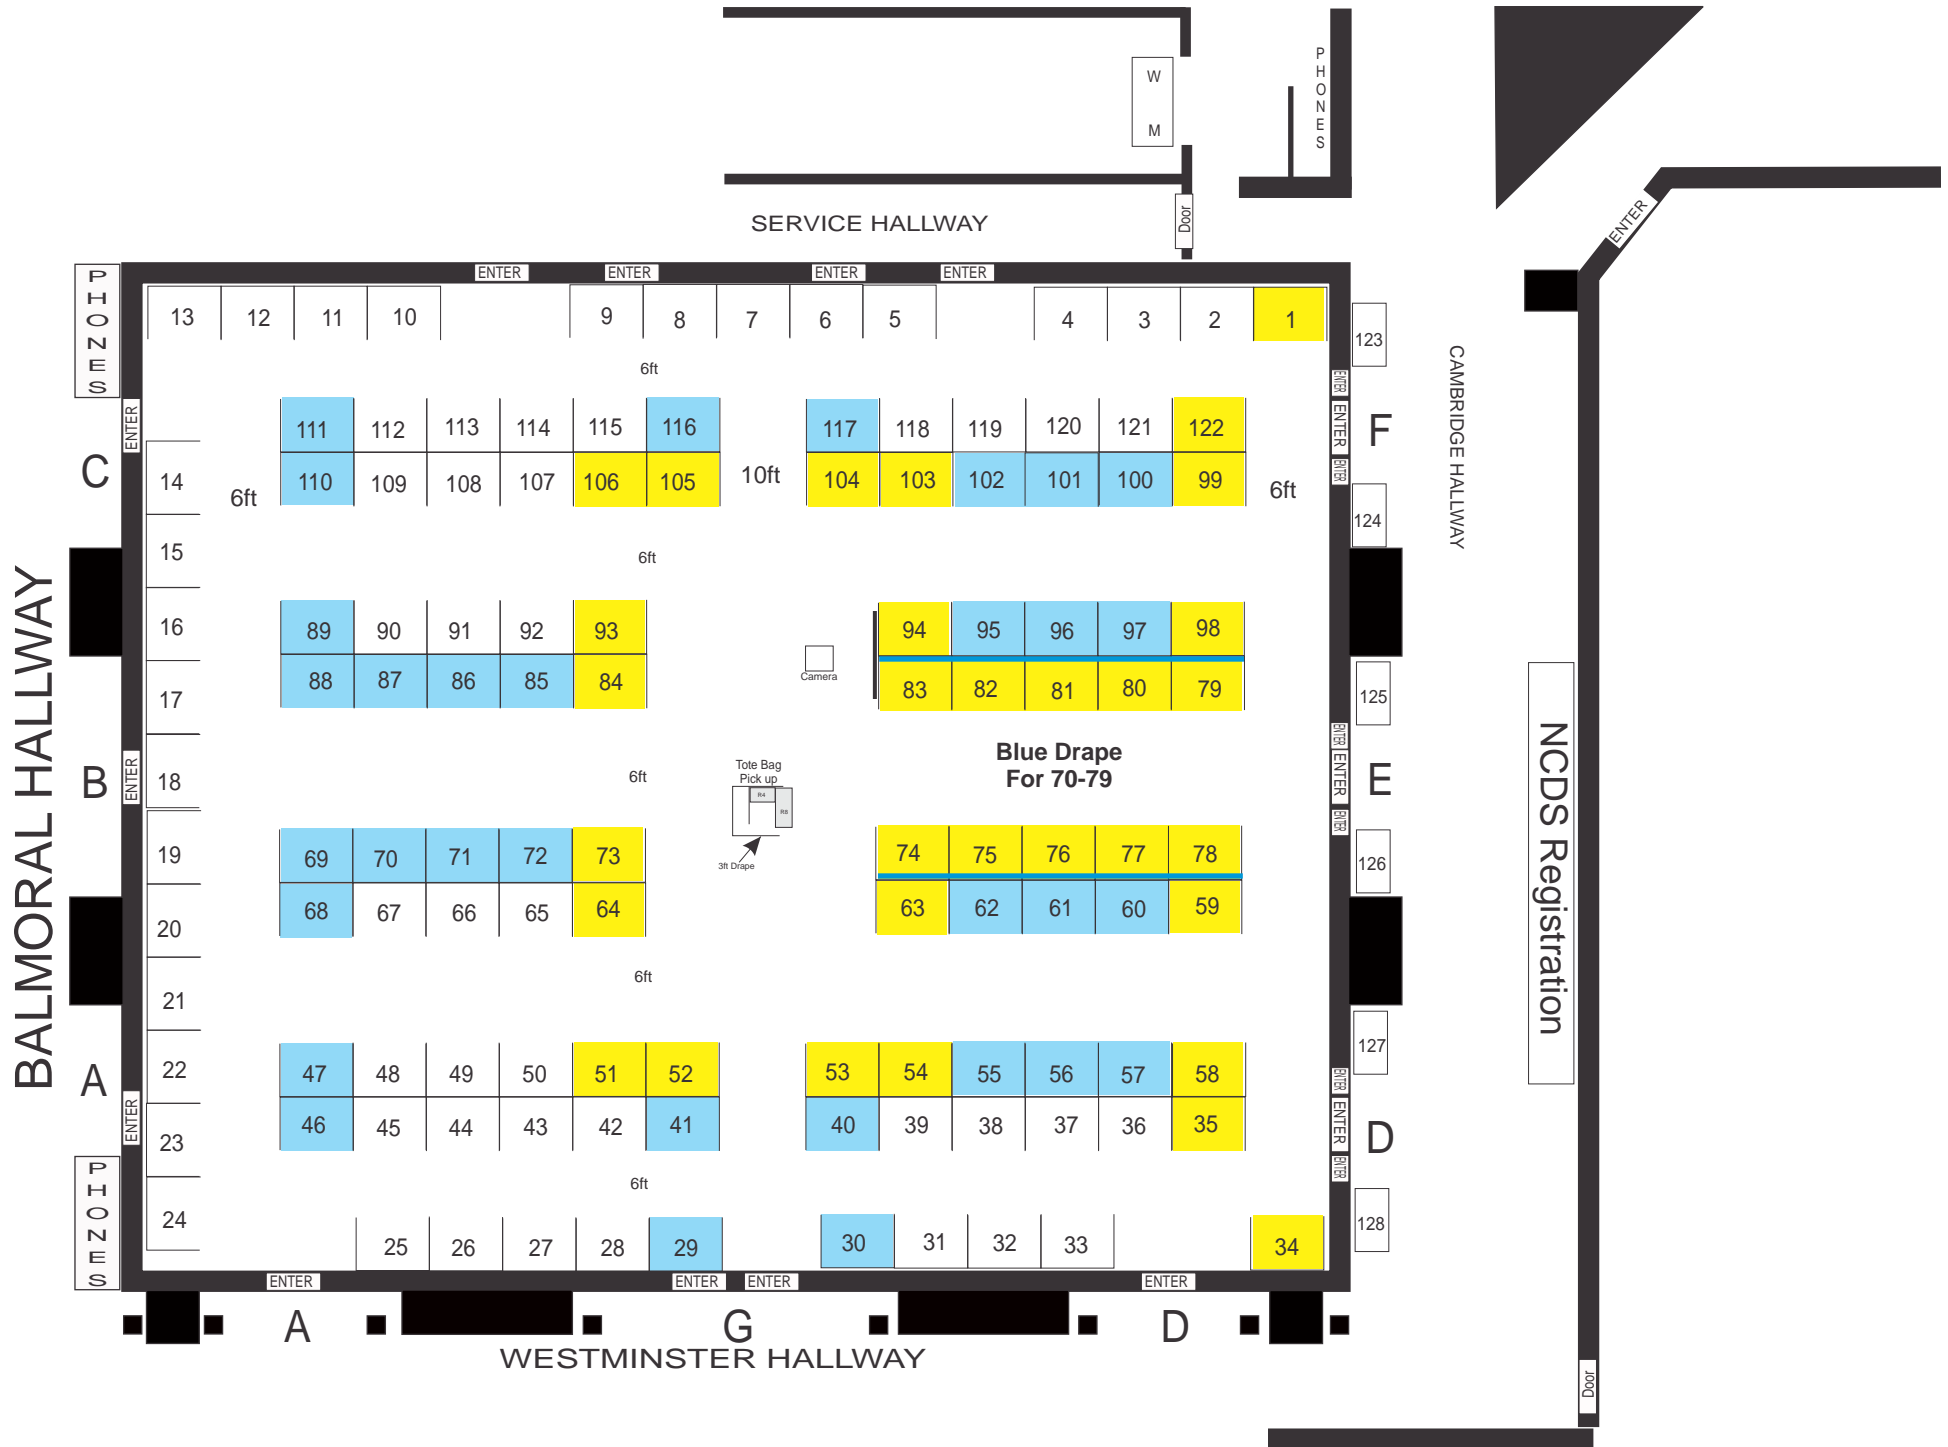 W
M
PHONES
SERVICE HALLWAY
Door
ENTER
PHONES
ENTER ENTER ENTER ENTER
13 12 11 10 9 8 7 6 5 4 3 2 1
123
6ft
CAMBRIDGE HALLWAY
ENTER
ENTER
ENTER
ENTER
111 112 113 114 115 116 117 118 119 120 121 122
F
C
110 109 108 107 106 105 10ft 104 103 102 101 100 99
14
6ft
6ft
124
15
6ft
BALMORAL HALLWAY
16
89 90 91 92 93 94 95 96 97 98
Camera
17
88 87 86 85 84 83 82 81 80 79
125
NCDS Registration
Blue Drape
For 70-79
B
ENTER
18
6ft
Tote Bag
Pick up
R4
R8
3ft Drape
ENTER
ENTER
ENTER
E
19
69 70 71 72 73 74 75 76 77 78
126
20
68 67 66 65 64 63 62 61 60 59
6ft
21
127
A
22
47 48 49 50 51 52 53 54 55 56 57 58
ENTER
ENTER
ENTER
ENTER
23
46 45 44 43 42 41 40 39 38 37 36 35
D
PHONES
6ft
24
128
25 26 27 28 29 30 31 32 33 34
ENTER ENTER ENTER ENTER
A G D
WESTMINSTER HALLWAY
Door